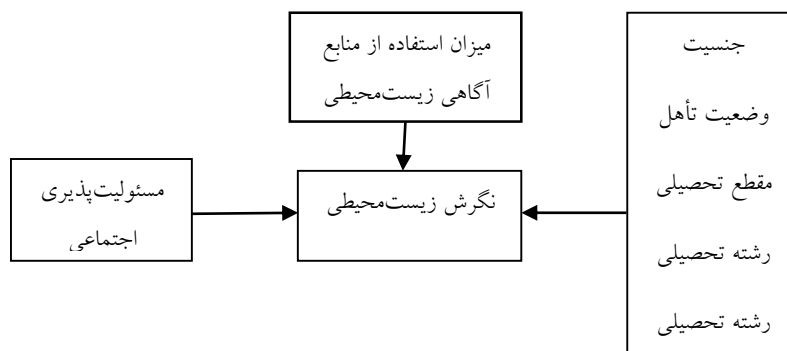 میزان استفاده از منابع
آگاهی زیست‌محیطی
جنسیت
وضعیت تأهل
مقطع تحصیلی
رشته تحصیلی
رشته تحصیلی
نگرش زیست‌محیطی
مسئولیت‌پذیری
اجتماعی